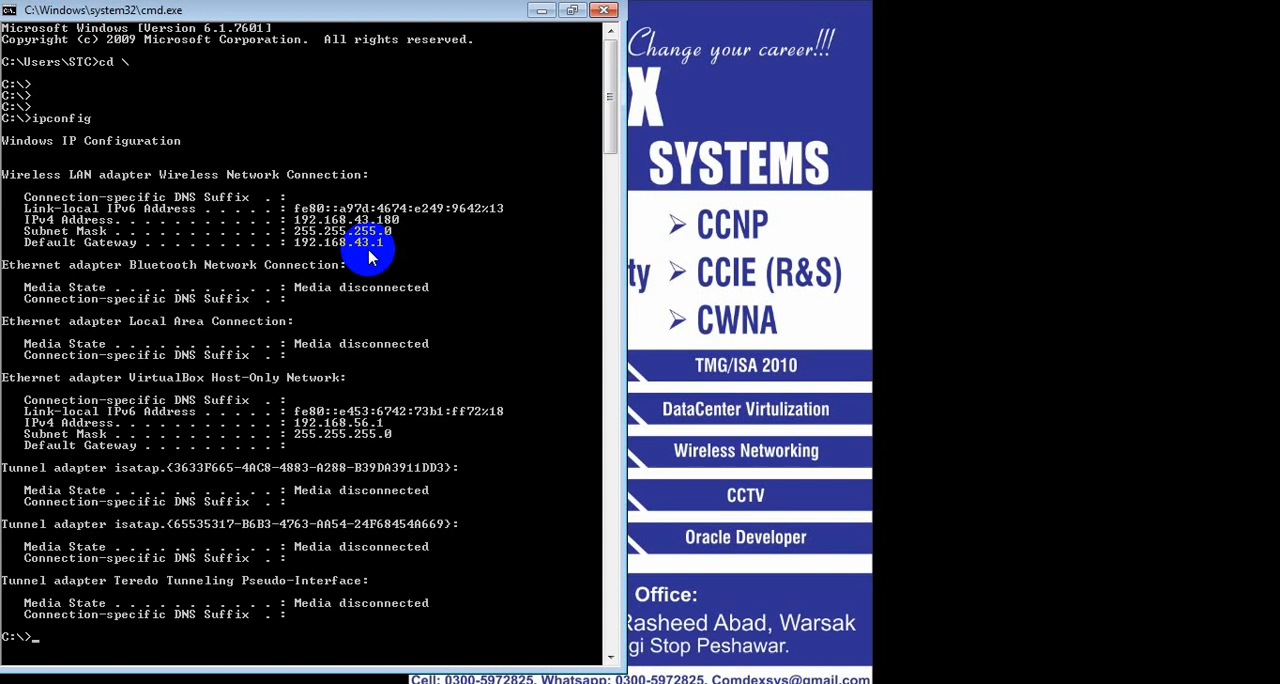 C:\Windows\system32\cmd.exe
Microsoft Windows [Version 6.1.7601]
Copyright (c) 2009 Microsoft Corporation.  All rights reserved.
C:\Users\STC>cd \
C:\>
C:\>
C:\>
C:\>ipconfig
Windows IP Configuration
Wireless LAN adapter Wireless Network Connection:
   Connection-specific DNS Suffix  . :
   Link-local IPv6 Address . . . . . : fe80::a97d:4674:e249:9642%13
   IPv4 Address. . . . . . . . . . . : 192.168.43.180
   Subnet Mask . . . . . . . . . . . : 255.255.255.0
   Default Gateway . . . . . . . . . : 192.168.43.1
Ethernet adapter Bluetooth Network Connection:
   Media State . . . . . . . . . . . : Media disconnected
   Connection-specific DNS Suffix  . :
Ethernet adapter Local Area Connection:
   Media State . . . . . . . . . . . : Media disconnected
   Connection-specific DNS Suffix  . :
Ethernet adapter VirtualBox Host-Only Network:
   Connection-specific DNS Suffix  . :
   Link-local IPv6 Address . . . . . : fe80::e453:6742:73b1:ff72%18
   IPv4 Address. . . . . . . . . . . : 192.168.56.1
   Subnet Mask . . . . . . . . . . . : 255.255.255.0
   Default Gateway . . . . . . . . . :
Tunnel adapter isatap.{3633F665-4AC8-4883-A288-B39DA3911DD3}:
   Media State . . . . . . . . . . . : Media disconnected
   Connection-specific DNS Suffix  . :
Tunnel adapter isatap.{65535317-B6B3-4763-AA54-24F68454A669}:
   Media State . . . . . . . . . . . : Media disconnected
   Connection-specific DNS Suffix  . :
Tunnel adapter Teredo Tunneling Pseudo-Interface:
   Media State . . . . . . . . . . . : Media disconnected
   Connection-specific DNS Suffix  . :
C:\>_
Change your career!!!
X
SYSTEMS
➢ CCNP
ty ➢ CCIE (R&S)
➢ CWNA
TMG/ISA 2010
DataCenter Virtulization
Wireless Networking
CCTV
Oracle Developer
Office:
Rasheed Abad, Warsak
gi Stop Peshawar.
Cell: 0300-5972825, Whatsapp: 0300-5972825, Comdexsys@gmail.com